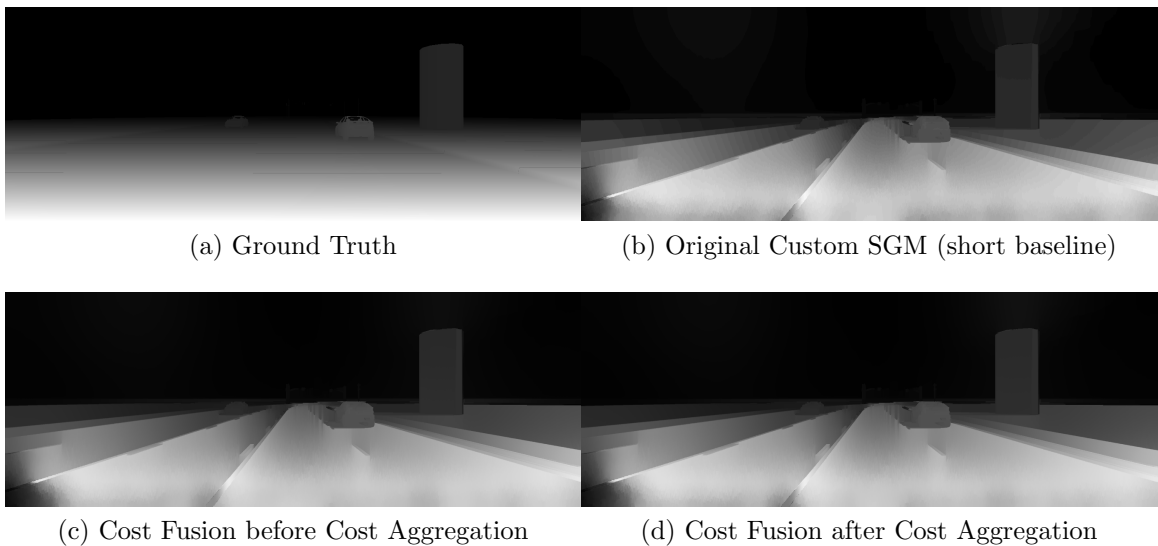 (a) Ground Truth
(b) Original Custom SGM (short baseline)
(c) Cost Fusion before Cost Aggregation
(d) Cost Fusion after Cost Aggregation